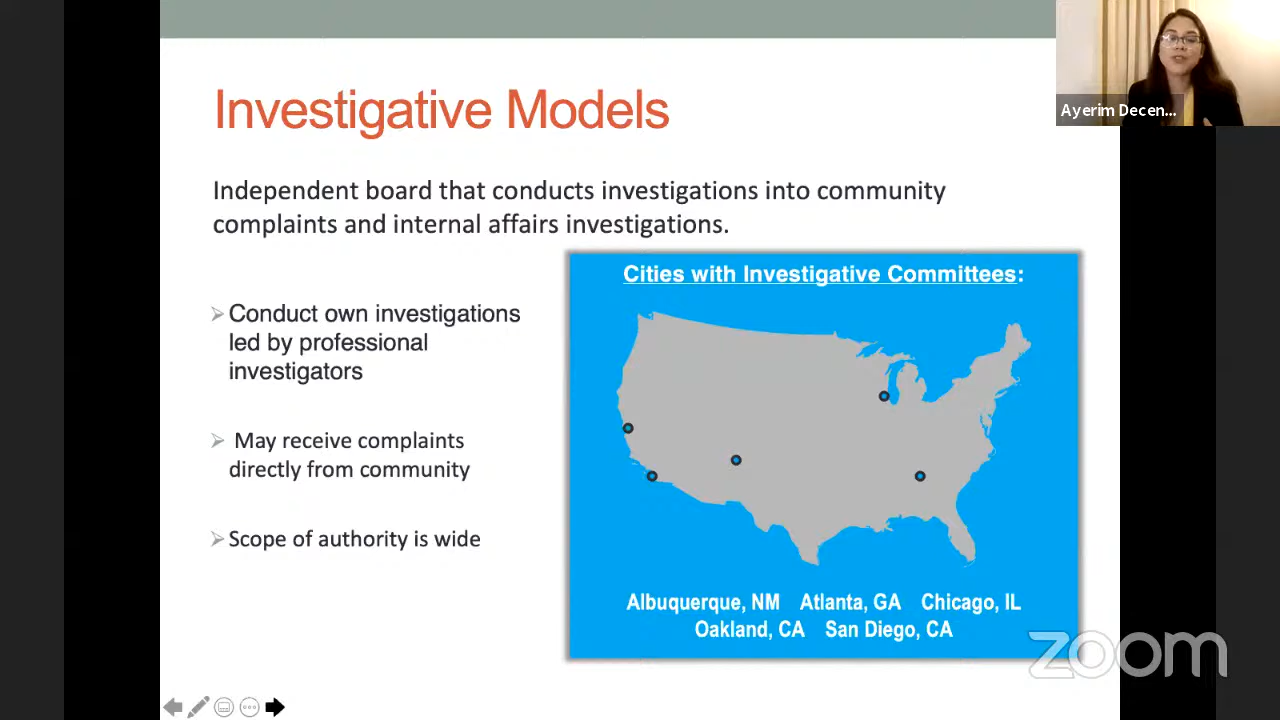 Investigative Models
Ayerim Decen...
Independent board that conducts investigations into community
complaints and internal affairs investigations.
Conduct own investigations
led by professional
investigators
May receive complaints
directly from community
Scope of authority is wide
Cities with Investigative Committees:
Albuquerque, NM Atlanta, GA Chicago, IL
Oakland, CA San Diego, CA
zoom